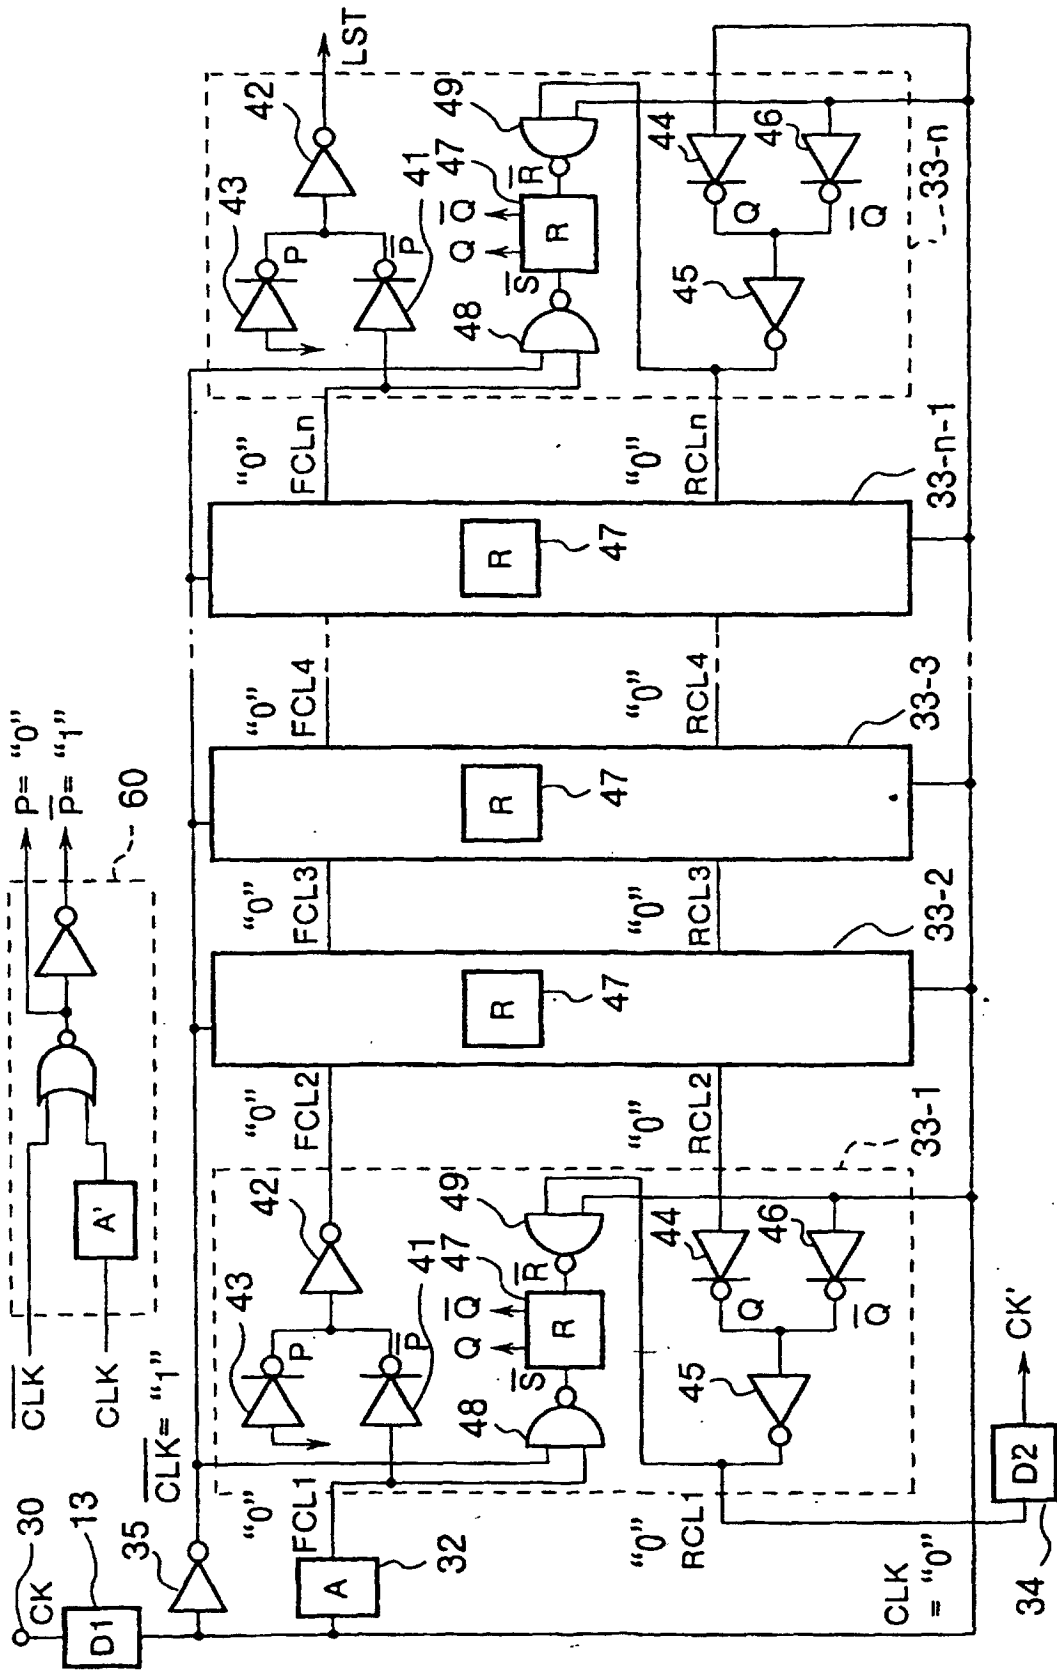 CLK
CLK
A'
P= “0”
P= “1”
60
30
CK
13
D1
35
CLK= “1”
“0”
FCL1
A
32
43
P
42
P
41
48
S
Q
Q
47
R
R
49
44
Q
46
Q
45
33-1
“0”
RCL1
CLK
= “0”
D2
34
CK'
“0”
FCL2
“0”
RCL2
R
47
33-2
“0”
FCL3
“0”
RCL3
R
47
33-3
“0”
FCL4
“0”
RCL4
R
47
33-n-1
“0”
FCLn
“0”
RCLn
43
P
42
LST
P
41
48
S
Q
Q
47
R
R
49
44
Q
46
Q
45
33-n